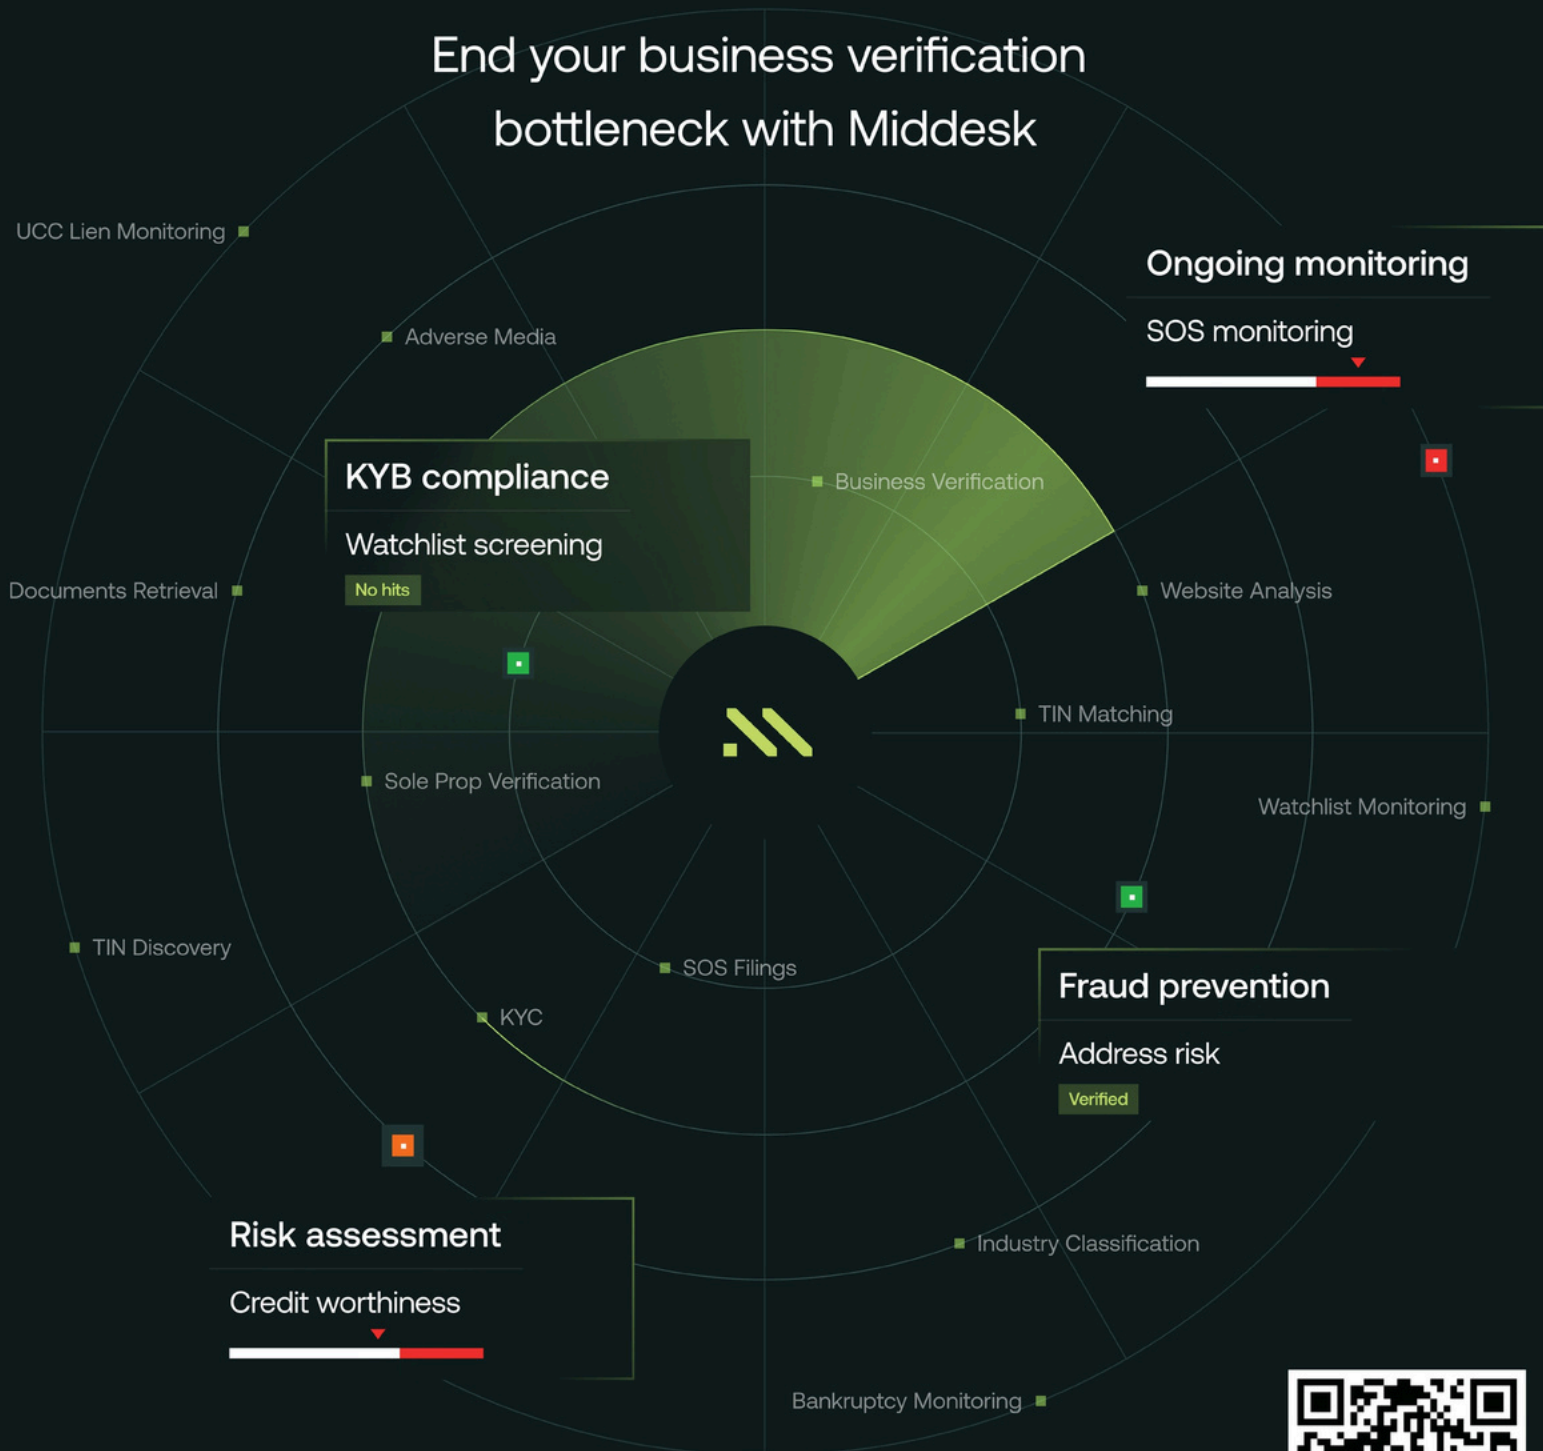 End your business verification
bottleneck with Middesk
UCC Lien Monitoring
Ongoing monitoring
SOS monitoring
Adverse Media
KYB compliance
Watchlist screening
No hits
Business Verification
Documents Retrieval
Website Analysis
TIN Matching
Sole Prop Verification
Watchlist Monitoring
TIN Discovery
SOS Filings
KYC
Fraud prevention
Address risk
Verified
Risk assessment
Credit worthiness
Industry Classification
Bankruptcy Monitoring